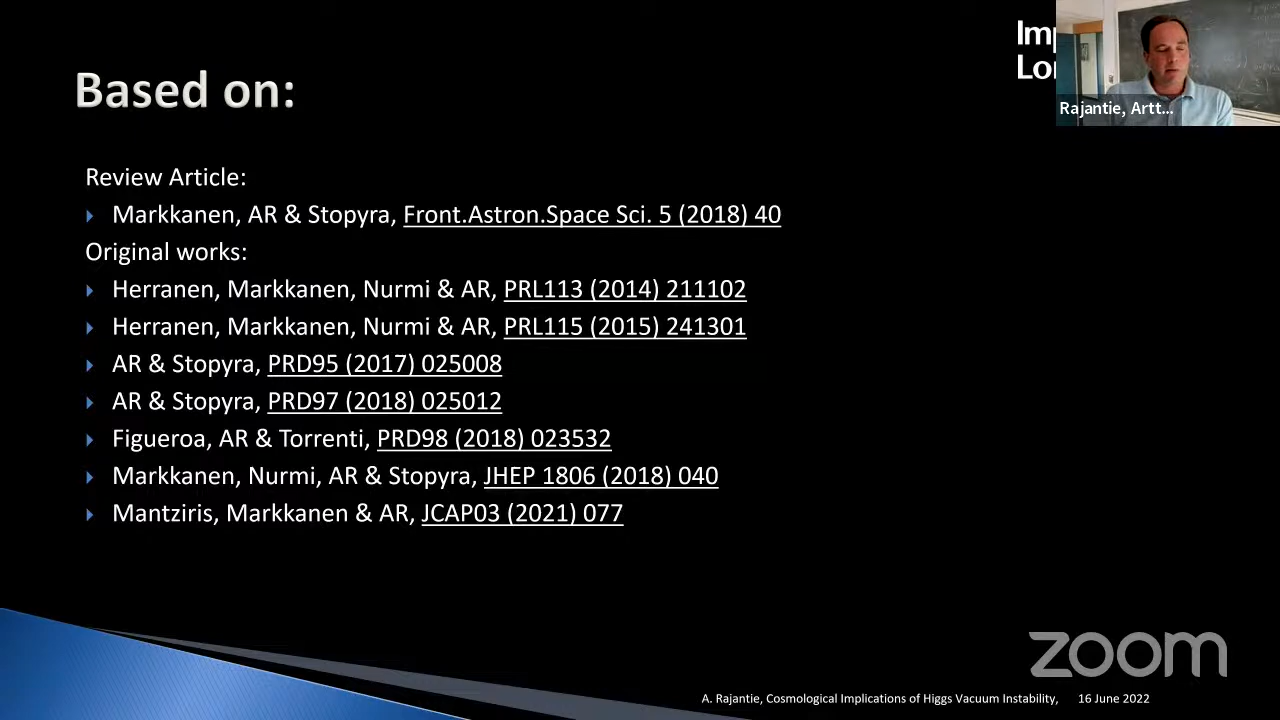 Imp
Lon
Based on:
Rajantie, Artt...
Review Article:
Markkanen, AR & Stopyra, Front.Astron.Space Sci. 5 (2018) 40
Original works:
Herranen, Markkanen, Nurmi & AR, PRL113 (2014) 211102
Herranen, Markkanen, Nurmi & AR, PRL115 (2015) 241301
AR & Stopyra, PRD95 (2017) 025008
AR & Stopyra, PRD97 (2018) 025012
Figueroa, AR & Torrenti, PRD98 (2018) 023532
Markkanen, Nurmi, AR & Stopyra, JHEP 1806 (2018) 040
Mantziris, Markkanen & AR, JCAP03 (2021) 077
zoom
A. Rajantie, Cosmological Implications of Higgs Vacuum Instability, 16 June 2022